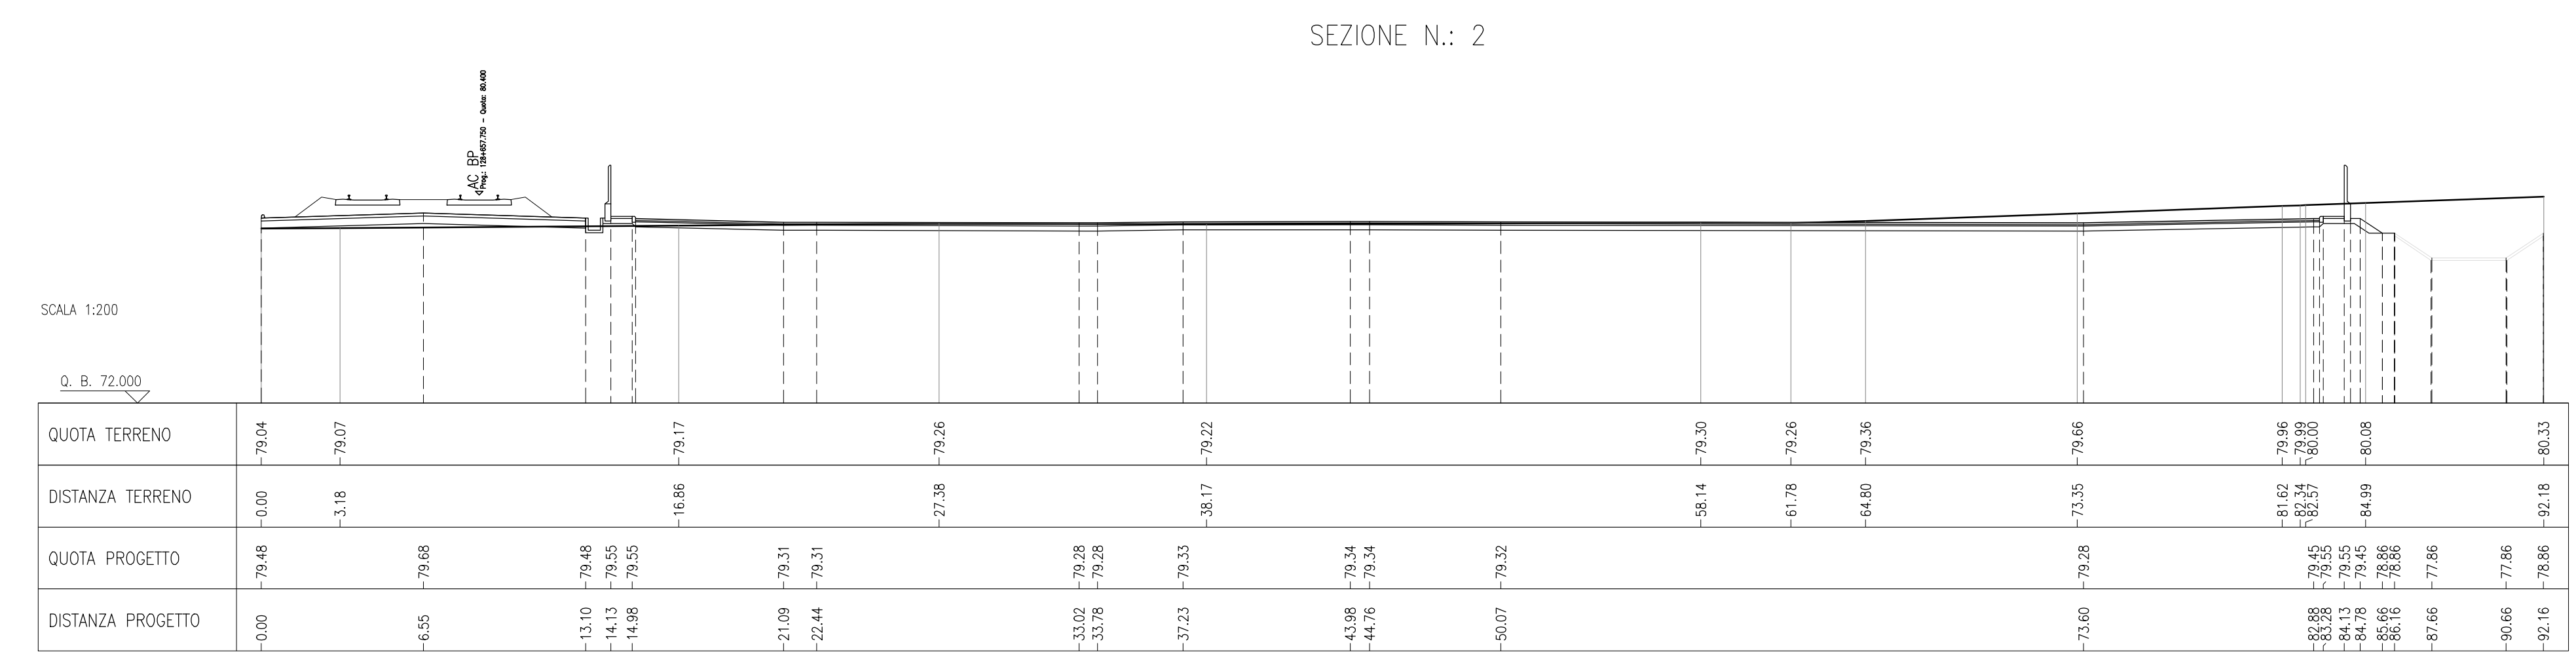 SEZIONE N.: 2
AC BP
Prog.: 128+657.750 - Quota: 80.400
SCALA 1:200
Q. B. 72.000
QUOTA TERRENO 79.04 79.07 79.17 79.26 79.22 79.30 79.26 79.36 79.66 79.96 79.99 80.00 80.08 80.33
DISTANZA TERRENO 0.00 3.18 16.86 27.38 38.17 58.14 61.78 64.80 73.35 81.62 82.34 82.57 84.99 92.18
QUOTA PROGETTO 79.48 79.68 79.48 79.55 79.55 79.31 79.31 79.28 79.28 79.33 79.34 79.34 79.32 79.28 79.45 79.55 79.55 79.45 78.86 78.86 77.86 77.86 78.86
DISTANZA PROGETTO 0.00 6.55 13.10 14.13 14.98 21.09 22.44 33.02 33.78 37.23 43.98 44.76 50.07 73.60 82.88 83.28 84.13 84.78 85.66 86.16 87.66 90.66 92.16